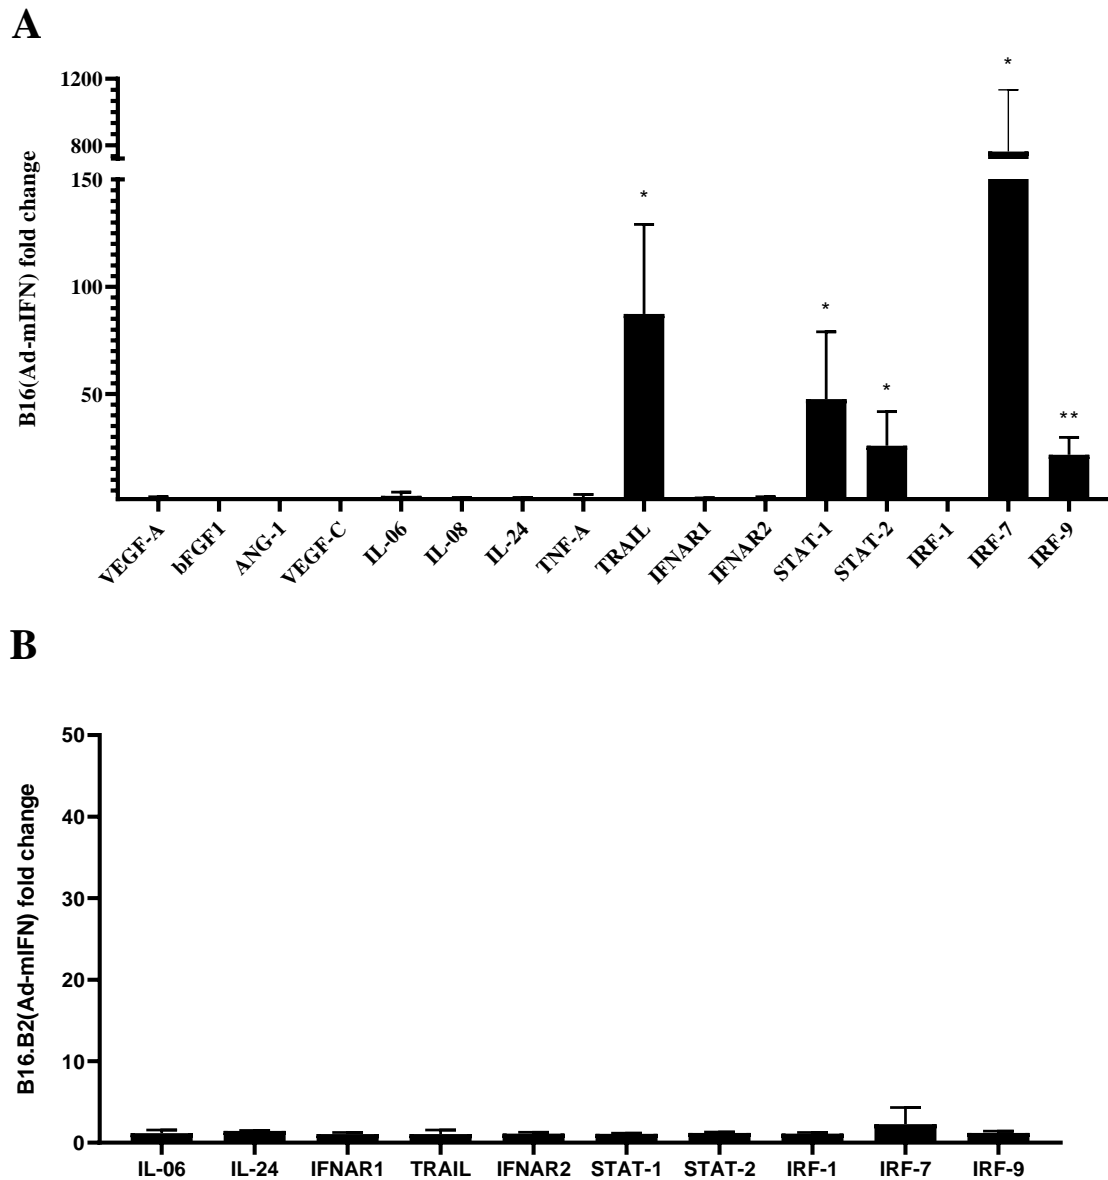 A
B16(Ad-mIFN) fold change
1200
800
150
100
50
*
*
*
*
**
VEGF-A
bFGF1
ANG-1
VEGF-C
IL-06
IL-08
IL-24
TNF-A
TRAIL
IFNAR1
IFNAR2
STAT-1
STAT-2
IRF-1
IRF-7
IRF-9
B
B16.B2(Ad-mIFN) fold change
50
40
30
20
10
0
IL-06 IL-24 IFNAR1 TRAIL IFNAR2 STAT-1 STAT-2 IRF-1 IRF-7 IRF-9